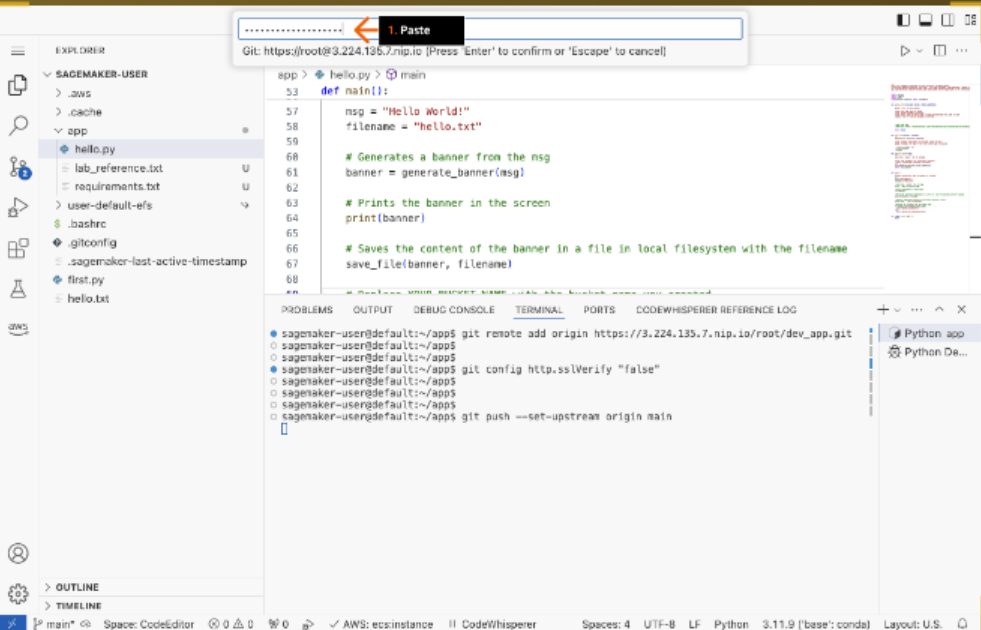 1. Paste
Git: https://root@3.224.135.7.nip.io (Press 'Enter' to confirm or 'Escape' to cancel)
EXPLORER
SAGEMAKER-USER
.aws
.cache
app
hello.py
lab_reference.txt U
requirements.txt U
user-default-efs
.bashrc
.gitconfig
.sagemaker-last-active-timestamp
first.py
hello.txt
OUTLINE
TIMELINE
app > hello.py > main
53 def main():
57 msg = "Hello World!"
58 filename = "hello.txt"
59
60 # Generates a banner from the msg
61 banner = generate_banner(msg)
62
63 # Prints the banner in the screen
64 print(banner)
65
66 # Saves the content of the banner in a file in local filesystem with the filename
67 save_file(banner, filename)
68
PROBLEMS OUTPUT DEBUG CONSOLE TERMINAL PORTS CODEWHISPERER REFERENCE LOG
sagemaker-user@default:~/app$ git remote add origin https://3.224.135.7.nip.io/root/dev_app.git
sagemaker-user@default:~/app$
sagemaker-user@default:~/app$
sagemaker-user@default:~/app$ git config http.sslVerify "false"
sagemaker-user@default:~/app$
sagemaker-user@default:~/app$
sagemaker-user@default:~/app$
sagemaker-user@default:~/app$ git push --set-upstream origin main
Python app
Python De...
2
aws
main* Space: CodeEditor 0 0 0 AWS: ecs:instance CodeWhisperer Spaces: 4 UTF-8 LF Python 3.11.9 ('base': conda) Layout: U.S.